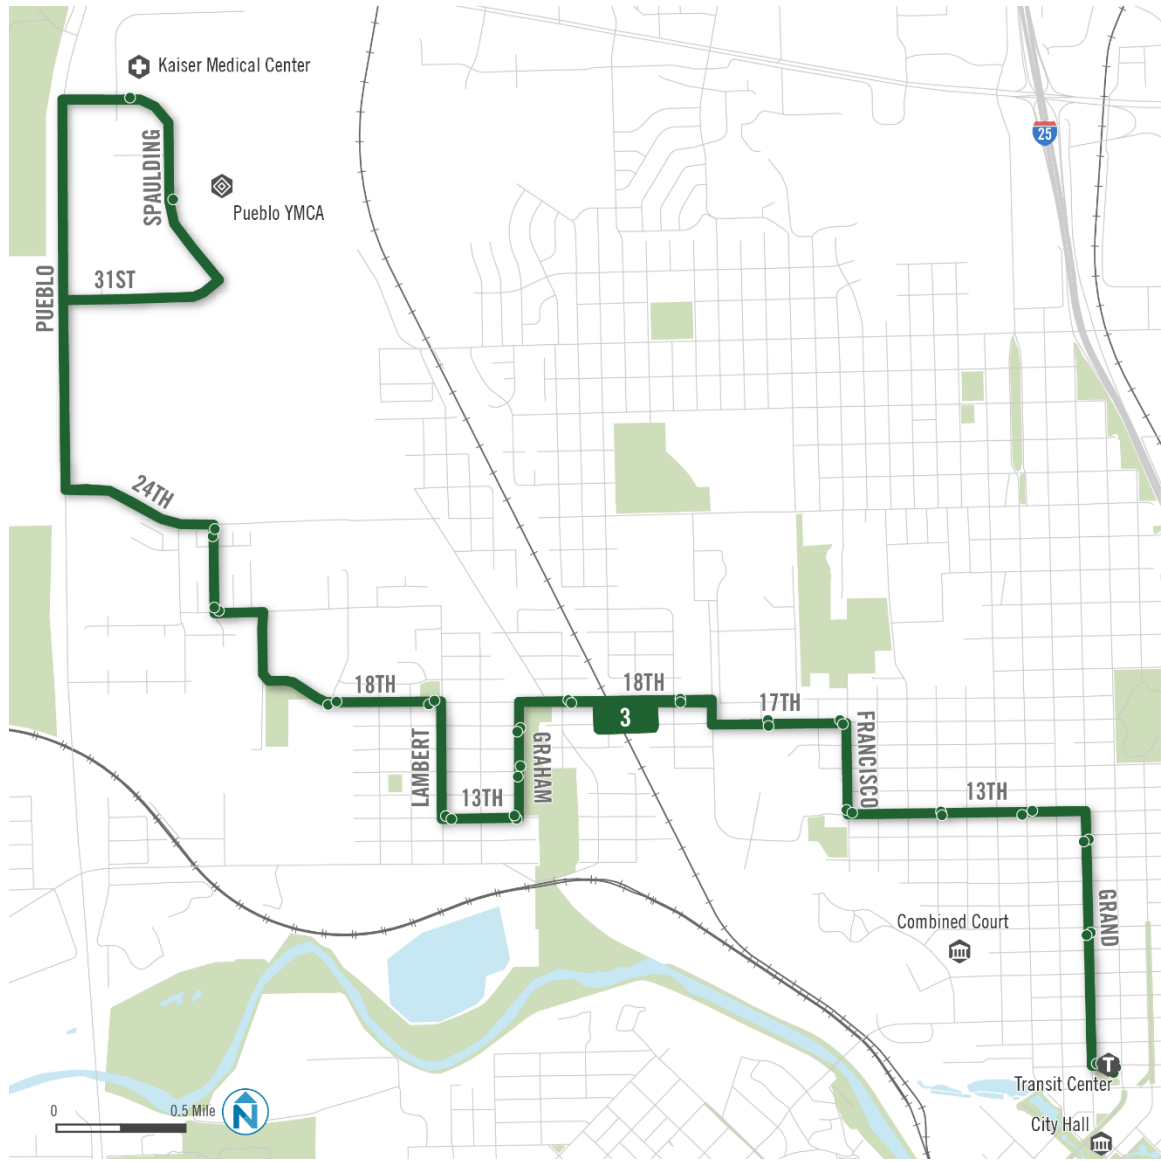 Kaiser Medical Center
25
SPAULDING
Pueblo YMCA
PUEBLO
31ST
24TH
18TH
18TH
3
17TH
FRANCISCO
LAMBERT
13TH
GRAHAM
13TH
GRAND
Combined Court
T
Transit Center
City Hall
0
0.5 Mile
N